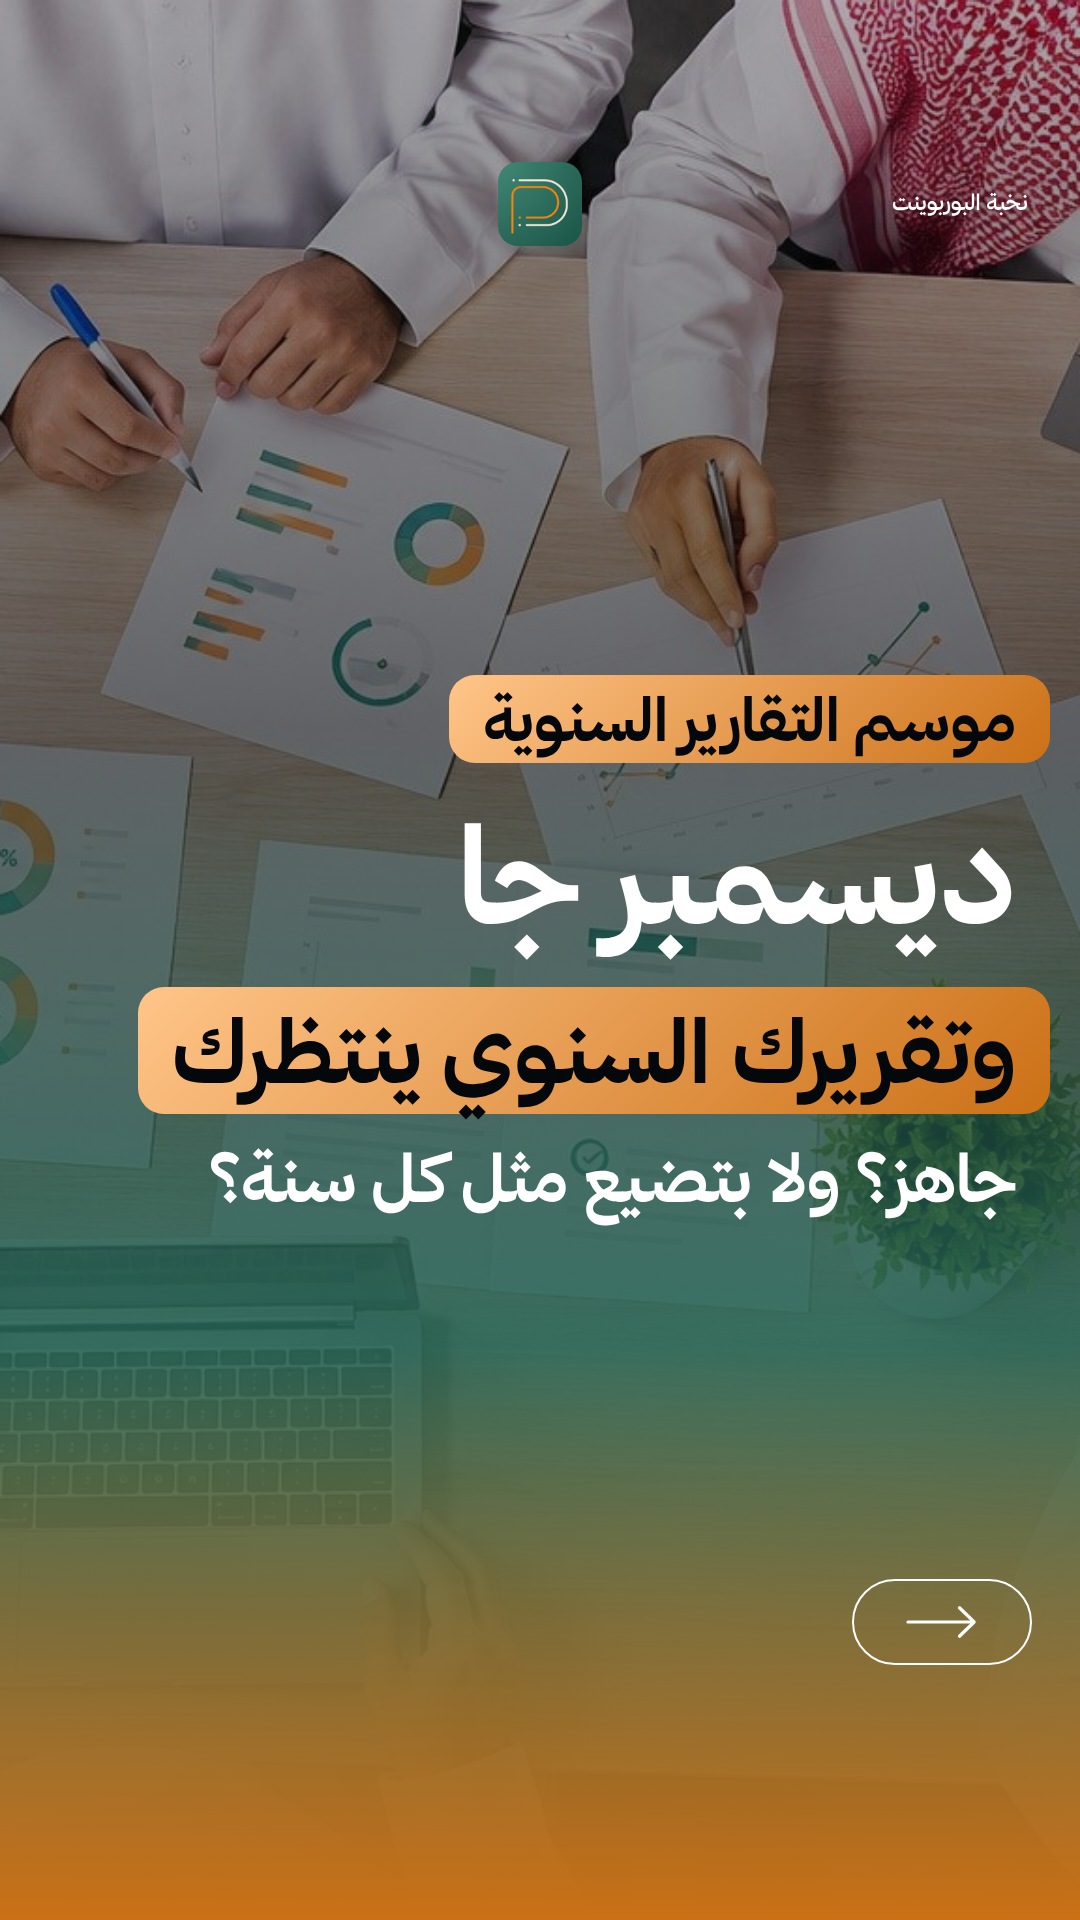 نخبة البوربوينت
موسم التقارير السنوية
ديسمبر جا
وتقريرك السنوي ينتظرك
جاهز؟ ولا بتضيع مثل كل سنة؟
%